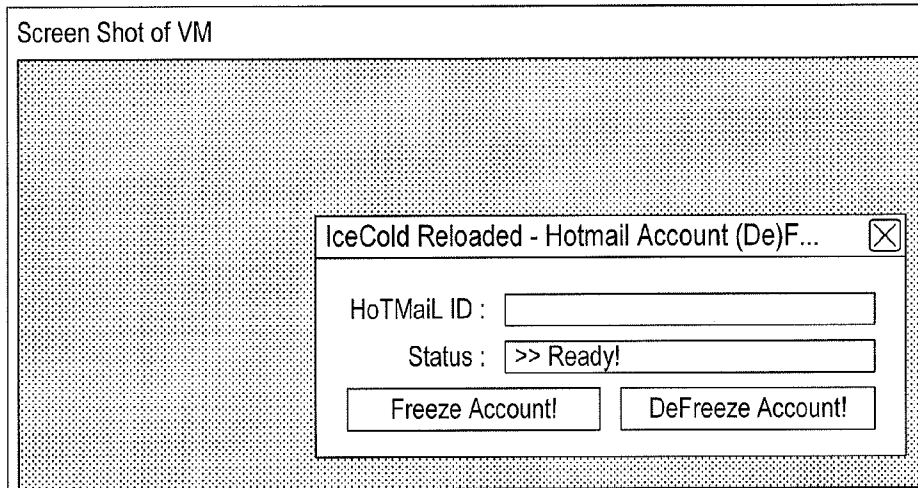 Screen Shot of VM
IceCold Reloaded - Hotmail Account (De)F...
HoTMaiL ID :
Status : >> Ready!
Freeze Account! DeFreeze Account!